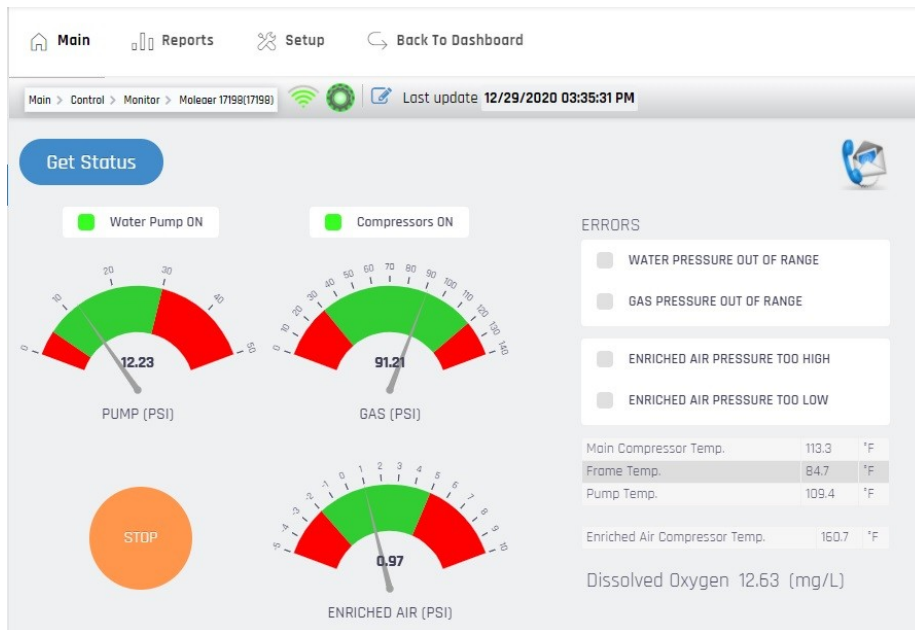 Main Reports Setup Back To Dashboard
Main > Control > Monitor > Moleaer 17198(17198) Last update 12/29/2020 03:35:31 PM
Get Status
Water Pump ON
Compressors ON
0 10 20 30 40 50
12.23
PUMP (PSI)
0 10 20 30 40 50 60 70 80 90 100 110 120 130 140
91.21
GAS (PSI)
STOP
-5 -4 -3 -2 -1 0 1 2 3 4 5 6 7 8 9 10
0.97
ENRICHED AIR (PSI)
ERRORS
WATER PRESSURE OUT OF RANGE
GAS PRESSURE OUT OF RANGE
ENRICHED AIR PRESSURE TOO HIGH
ENRICHED AIR PRESSURE TOO LOW
Main Compressor Temp. 113.3 °F
Frame Temp. 84.7 °F
Pump Temp. 109.4 °F
Enriched Air Compressor Temp. 160.7 °F
Dissolved Oxygen 12.63 (mg/L)